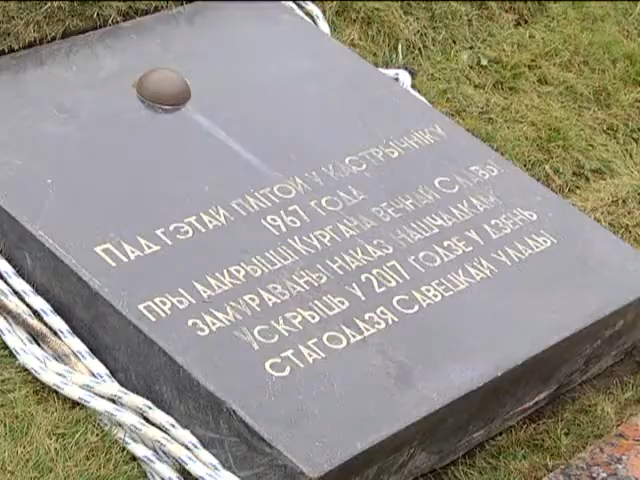 Пад гэтай плітой у кастрычніку
1967 года
пры адкрыцці Кургана вечнай Славы
замураваны наказ нашчадкам
ускрыць у 2017 годзе у дзень
стагоддзя Савецкай улады